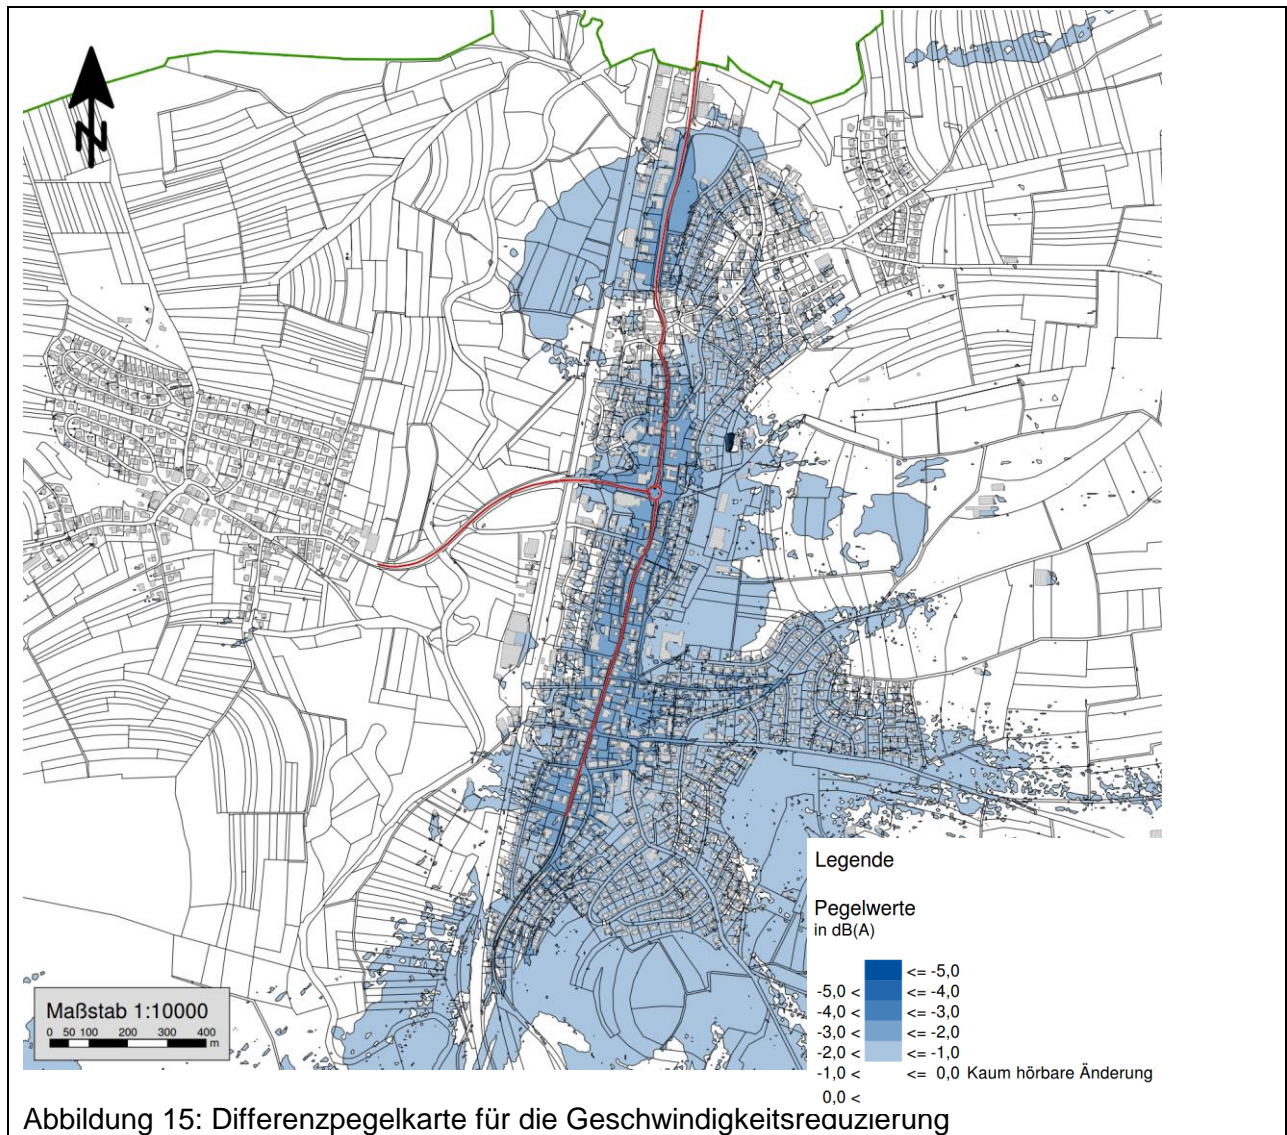 N
Maßstab 1:10000
0 50 100 200 300 400
m
Legende
Pegelwerte
in dB(A)
<= -5,0
-5,0 < <= -4,0
-4,0 < <= -3,0
-3,0 < <= -2,0
-2,0 < <= -1,0
-1,0 < <= 0,0 Kaum hörbare Änderung
0,0 <
Abbildung 15: Differenzpegelkarte für die Geschwindigkeitsreduzierung